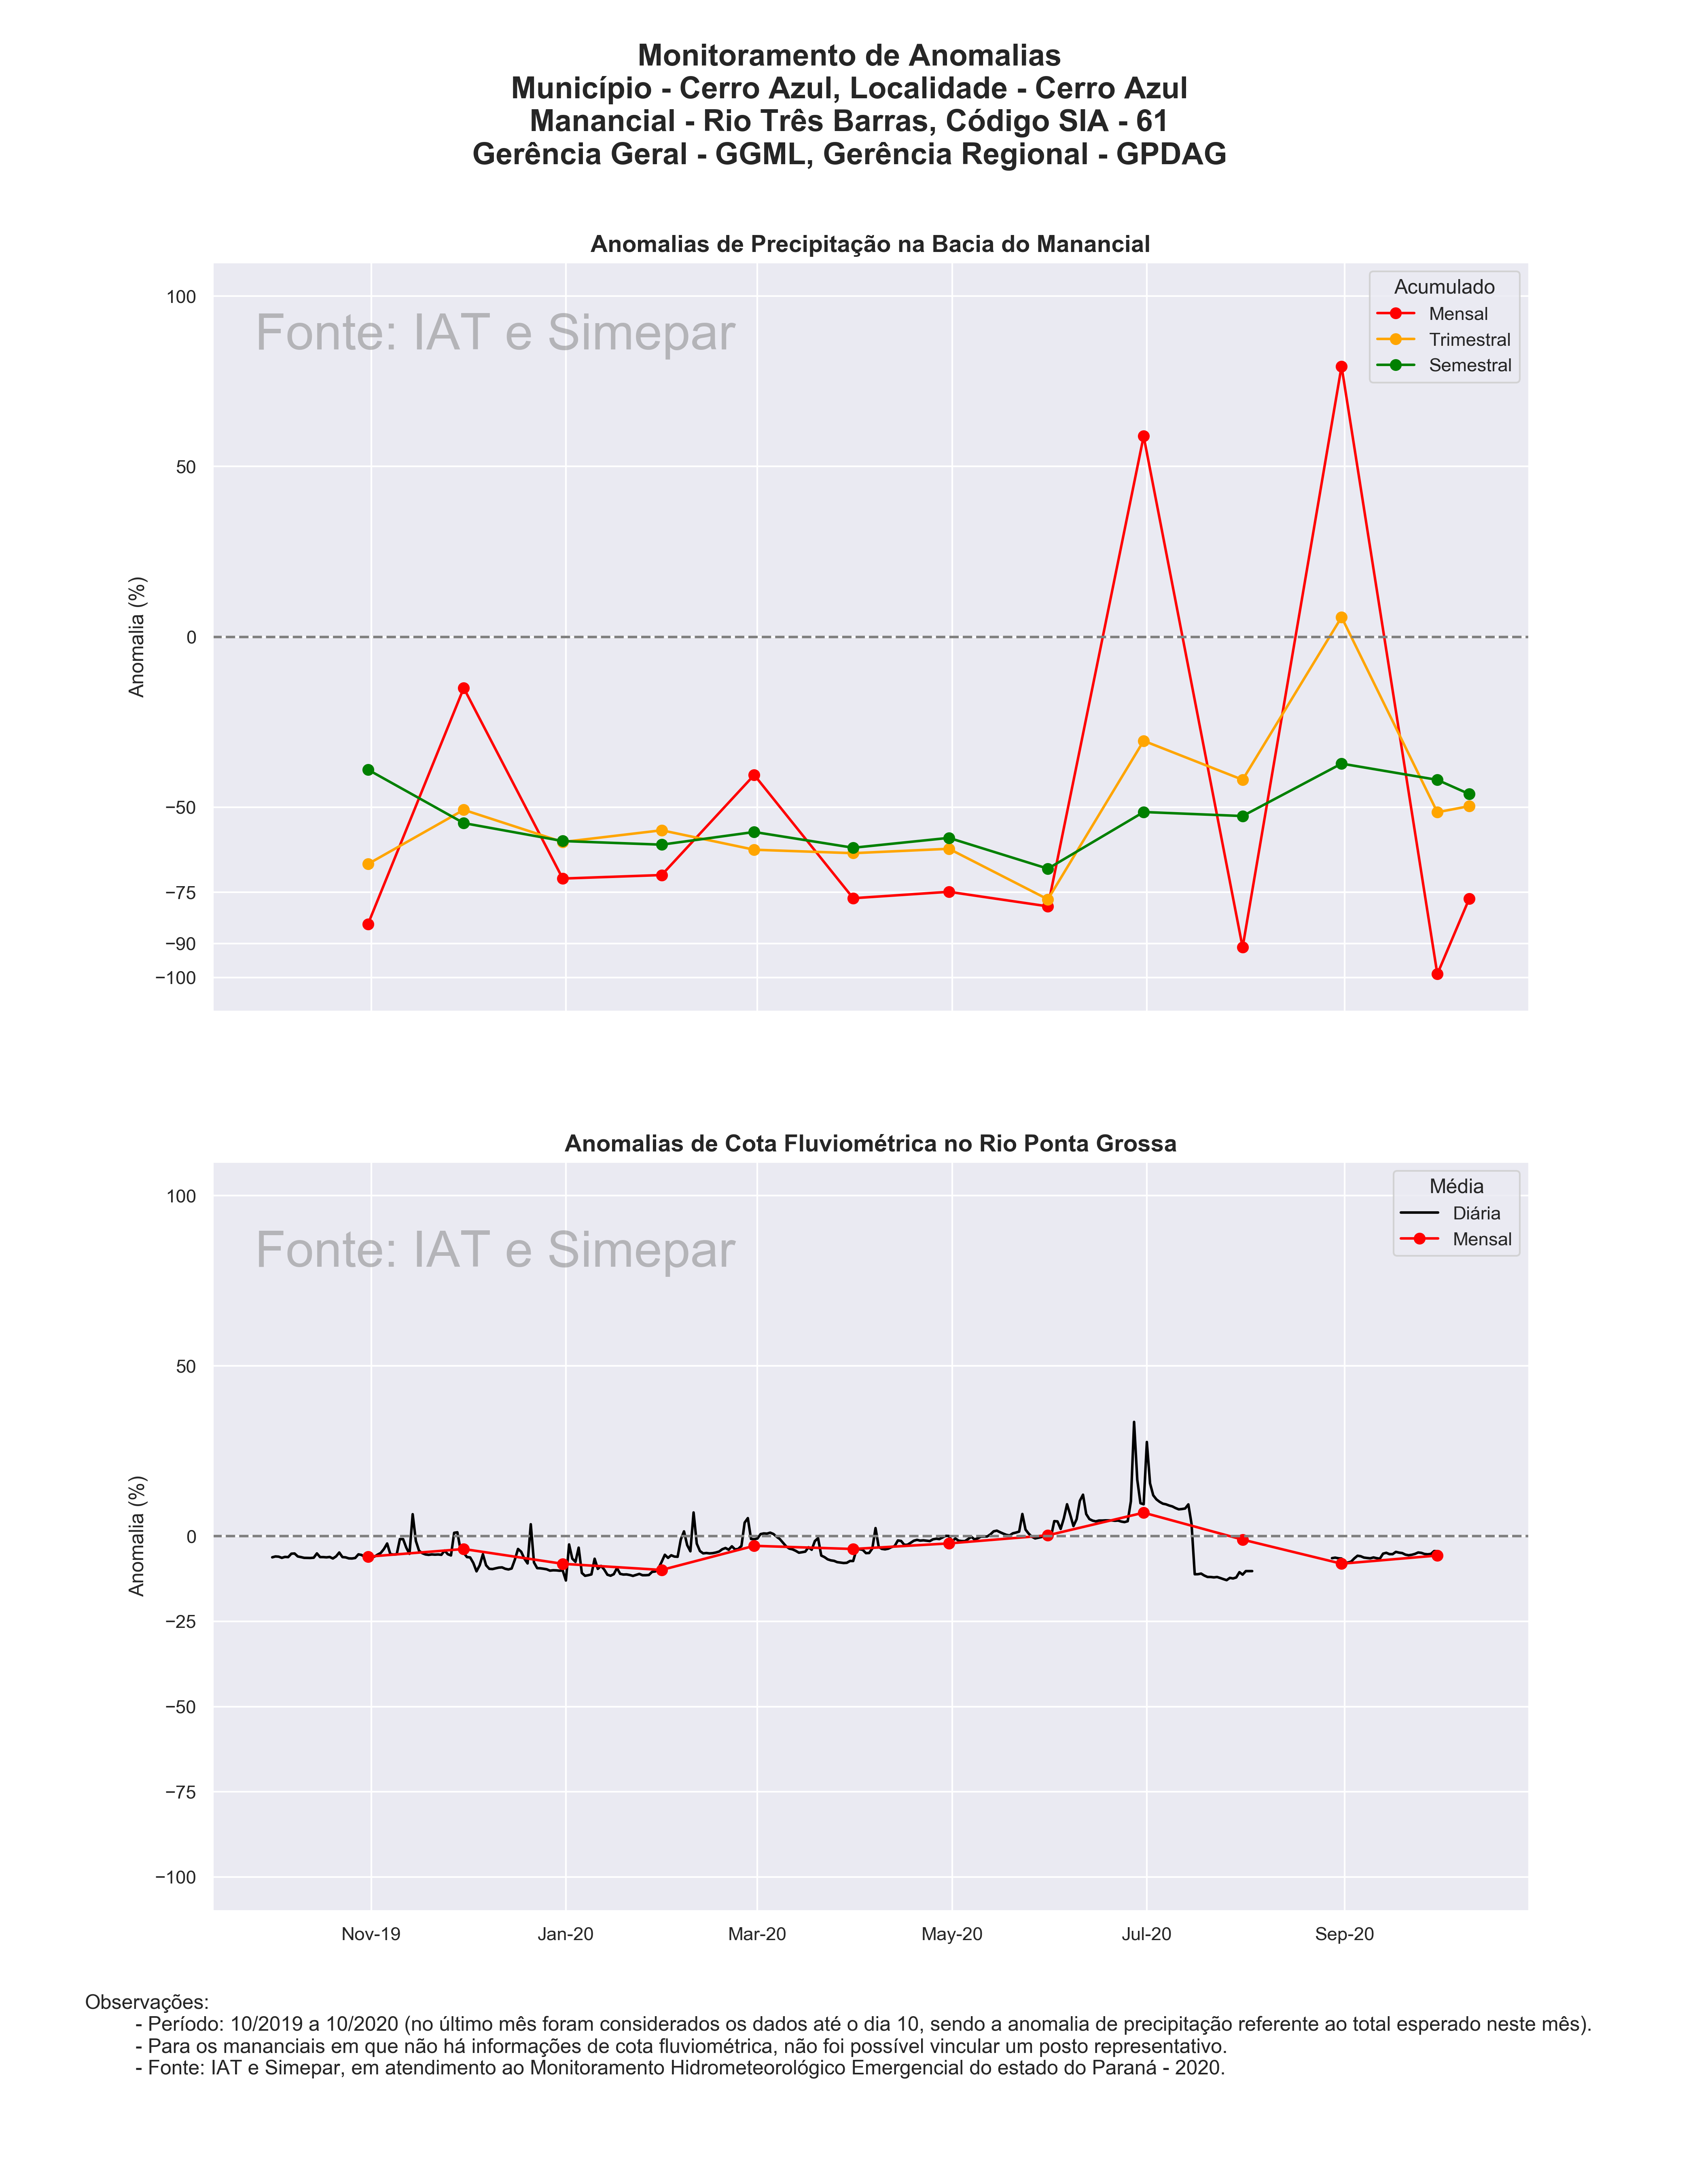 Monitoramento de Anomalias
Município - Cerro Azul, Localidade - Cerro Azul
Manancial - Rio Três Barras, Código SIA - 61
Gerência Geral - GGML, Gerência Regional - GPDAG
Anomalias de Precipitação na Bacia do Manancial
Fonte: IAT e Simepar
Acumulado
Mensal
Trimestral
Semestral
Anomalia (%)
100
50
0
−50
−75
−90
−100
Anomalias de Cota Fluviométrica no Rio Ponta Grossa
Fonte: IAT e Simepar
Média
Diária
Mensal
Anomalia (%)
100
50
0
−25
−50
−75
−100
Nov-19 Jan-20 Mar-20 May-20 Jul-20 Sep-20
Observações:
- Período: 10/2019 a 10/2020 (no último mês foram considerados os dados até o dia 10, sendo a anomalia de precipitação referente ao total esperado neste mês).
- Para os mananciais em que não há informações de cota fluviométrica, não foi possível vincular um posto representativo.
- Fonte: IAT e Simepar, em atendimento ao Monitoramento Hidrometeorológico Emergencial do estado do Paraná - 2020.